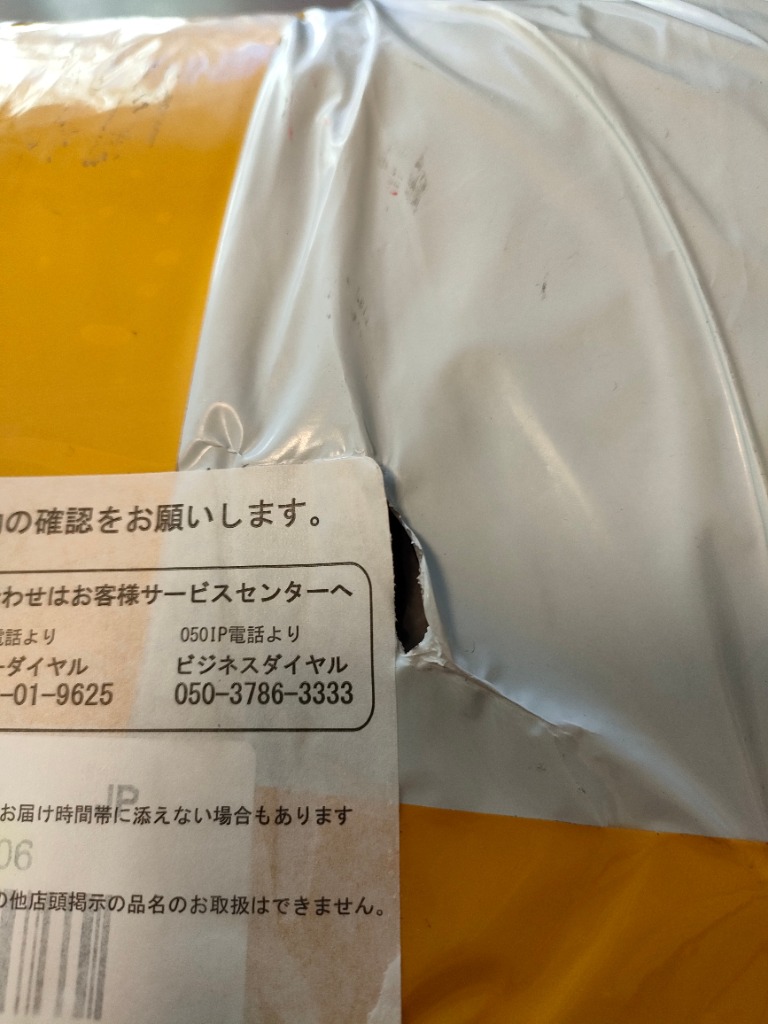 の確認をお願いします。
わせはお客様サービスセンターへ
電話より 050IP電話より
ーダイヤル ビジネスダイヤル
-01-9625 050-3786-3333
JP
お届け時間帯に添えない場合もあります
06
の他店頭掲示の品名のお取扱はできません。